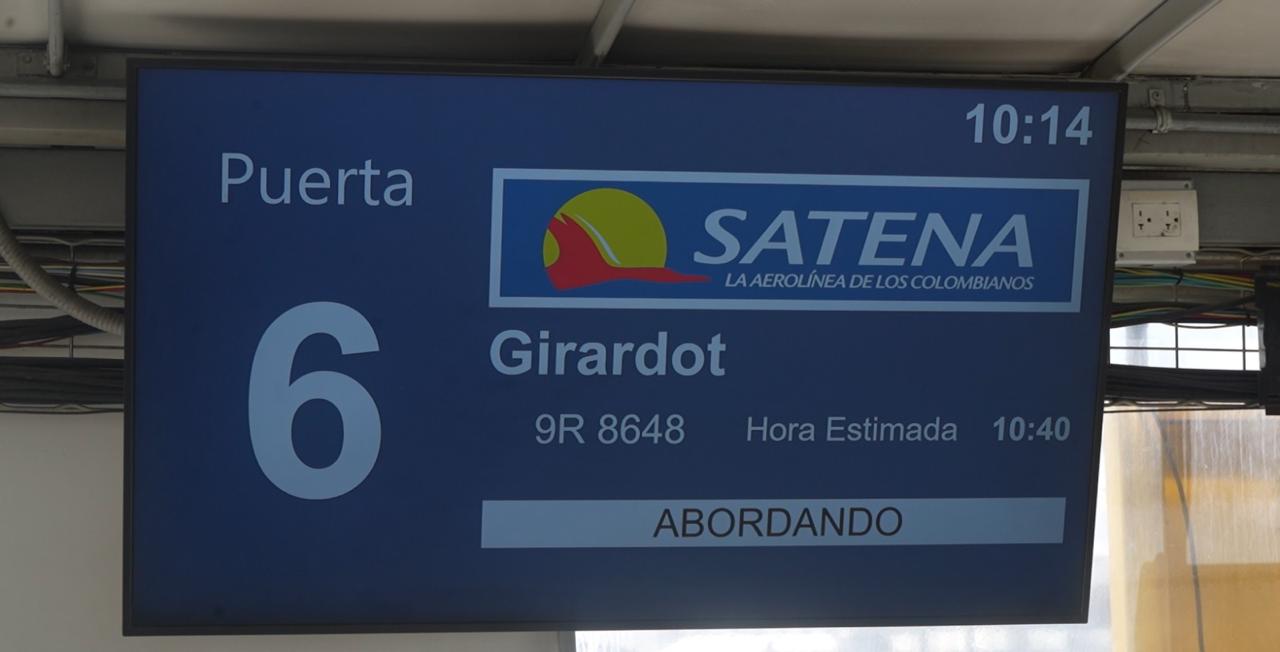 10:14
Puerta
6
SATENA
LA AEROLÍNEA DE LOS COLOMBIANOS
Girardot
9R 8648 Hora Estimada 10:40
ABORDANDO